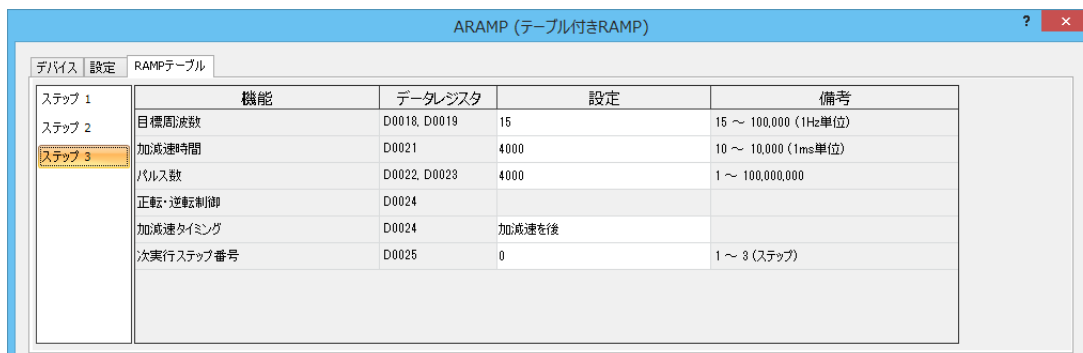 ARAMP (テーブル付きRAMP)
? ×
デバイス 設定 RAMPテーブル
ステップ 1
ステップ 2
ステップ 3
機能 データレジスタ 設定 備考
目標周波数 D0018, D0019 15 15 ～ 100,000 (1Hz単位)
加減速時間 D0021 4000 10 ～ 10,000 (1ms単位)
パルス数 D0022, D0023 4000 1 ～ 100,000,000
正転・逆転制御 D0024
加減速タイミング D0024 加減速を後
次実行ステップ番号 D0025 0 1 ～ 3 (ステップ)